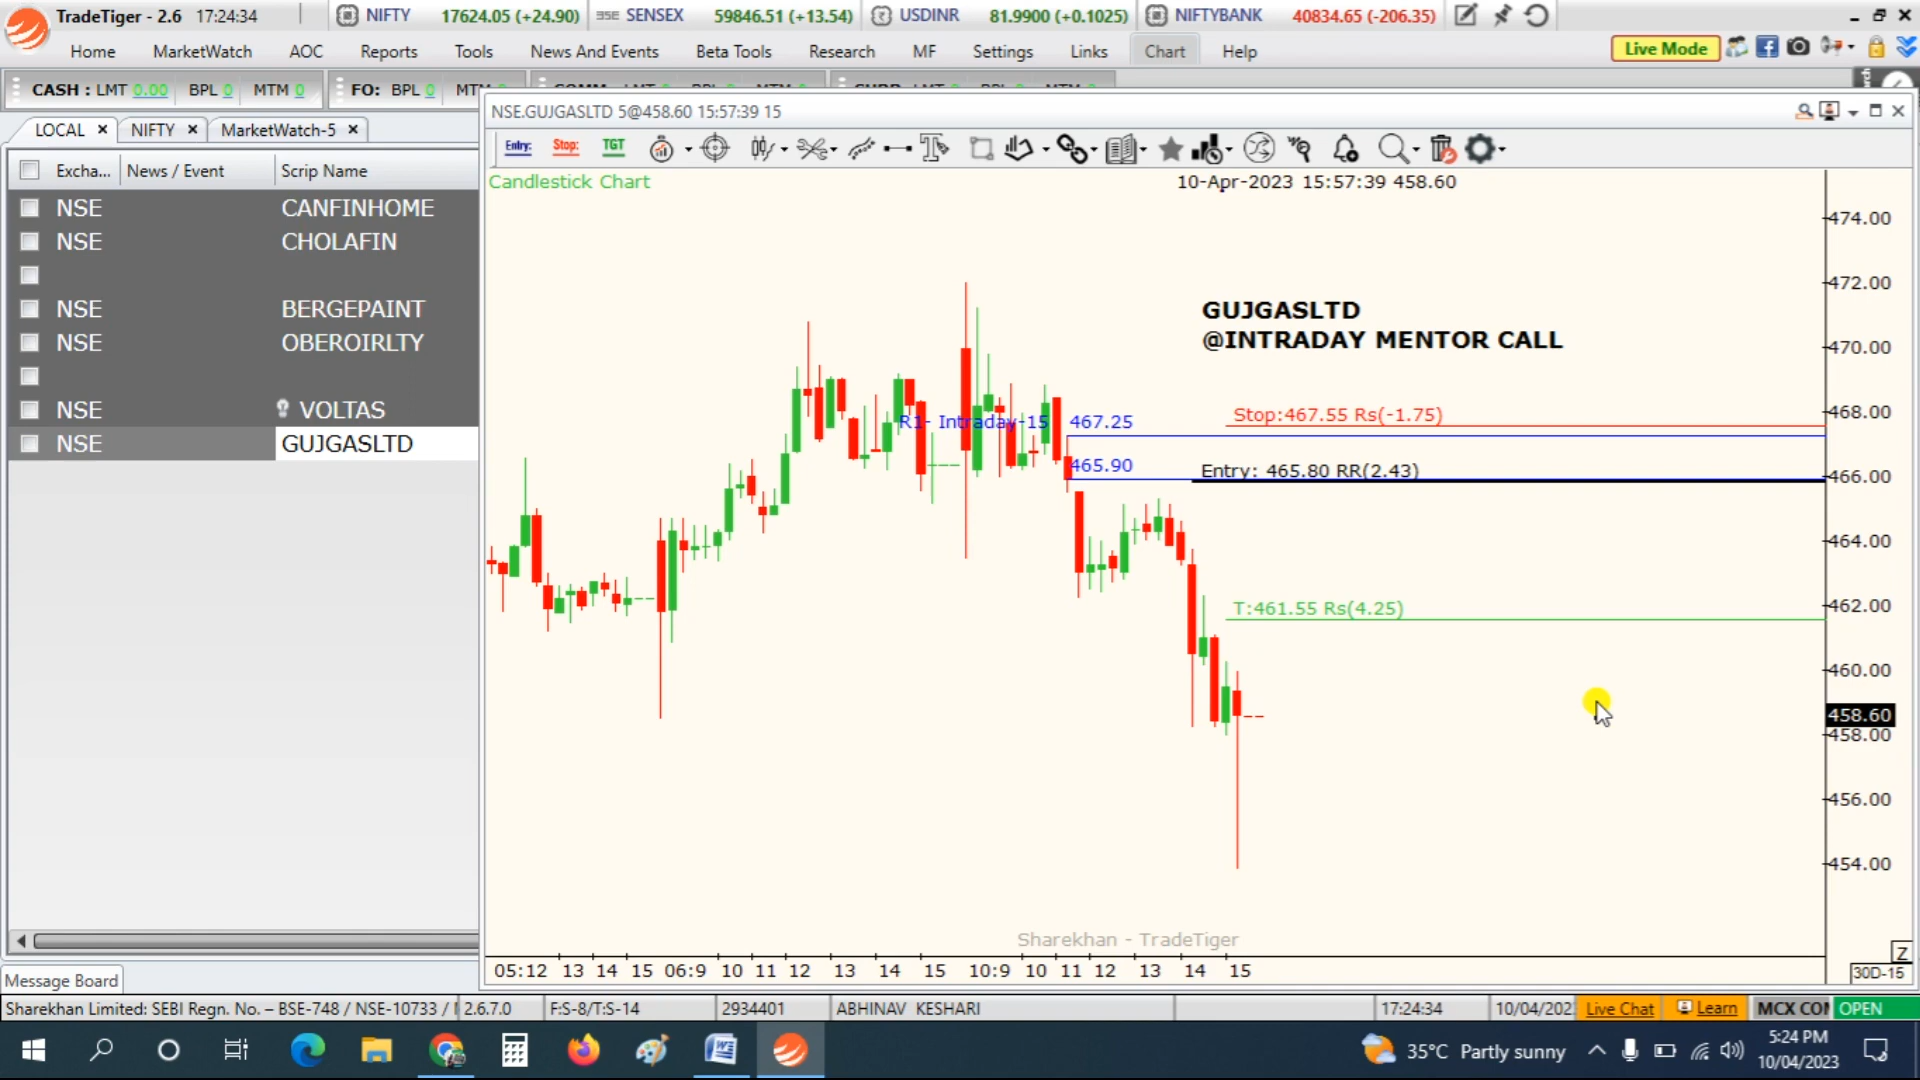 TradeTiger - 2.6 17:24:34 NIFTY 17624.05 (+24.90) BSE SENSEX 59846.51 (+13.54) USDINR 81.9900 (+0.1025) NIFTYBANK 40834.65 (-206.35)
Home MarketWatch AOC Reports Tools News And Events Beta Tools Research MF Settings Links Chart Help Live Mode
CASH : LMT 0.00 BPL 0 MTM 0 FO: BPL 0
NSE.GUJGASLTD 5@458.60 15:57:39 15
LOCAL NIFTY MarketWatch-5
Entry: Stop: TGT
Excha... News / Event Scrip Name
Candlestick Chart 10-Apr-2023 15:57:39 458.60
NSE CANFINHOME
NSE CHOLAFIN
NSE BERGEPAINT
NSE OBEROIRLTY
NSE VOLTAS
NSE GUJGASLTD
GUJGASLTD
@INTRADAY MENTOR CALL
R1- Intraday-15 467.25
Stop:467.55 Rs(-1.75)
465.90
Entry: 465.80 RR(2.43)
T:461.55 Rs(4.25)
474.00
472.00
470.00
468.00
466.00
464.00
462.00
460.00
458.60
458.00
456.00
454.00
Sharekhan - TradeTiger
Z
05:12 13 14 15 06:9 10 11 12 13 14 15 10:9 10 11 12 13 14 15
30D-15
Message Board
Sharekhan Limited: SEBI Regn. No. – BSE-748 / NSE-10733 / 2.6.7.0 F:S-8/T:S-14 2934401 ABHINAV KESHARI 17:24:34 10/04/202 Live Chat Learn MCX COM OPEN
35°C Partly sunny
5:24 PM
10/04/2023